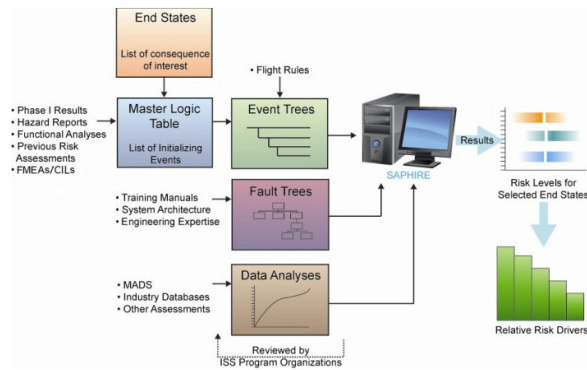 End States
List of consequence
of interest
• Flight Rules
• Phase I Results
• Hazard Reports
• Functional Analyses
• Previous Risk
Assessments
• FMEAs/CILs
Master Logic
Table
List of Initializing
Events
Event Trees
SAPHIRE
Results
Risk Levels for
Selected End States
• Training Manuals
• System Architecture
• Engineering Expertise
Fault Trees
• MADS
• Industry Databases
• Other Assessments
Data Analyses
Reviewed by
ISS Program Organizations
Relative Risk Drivers